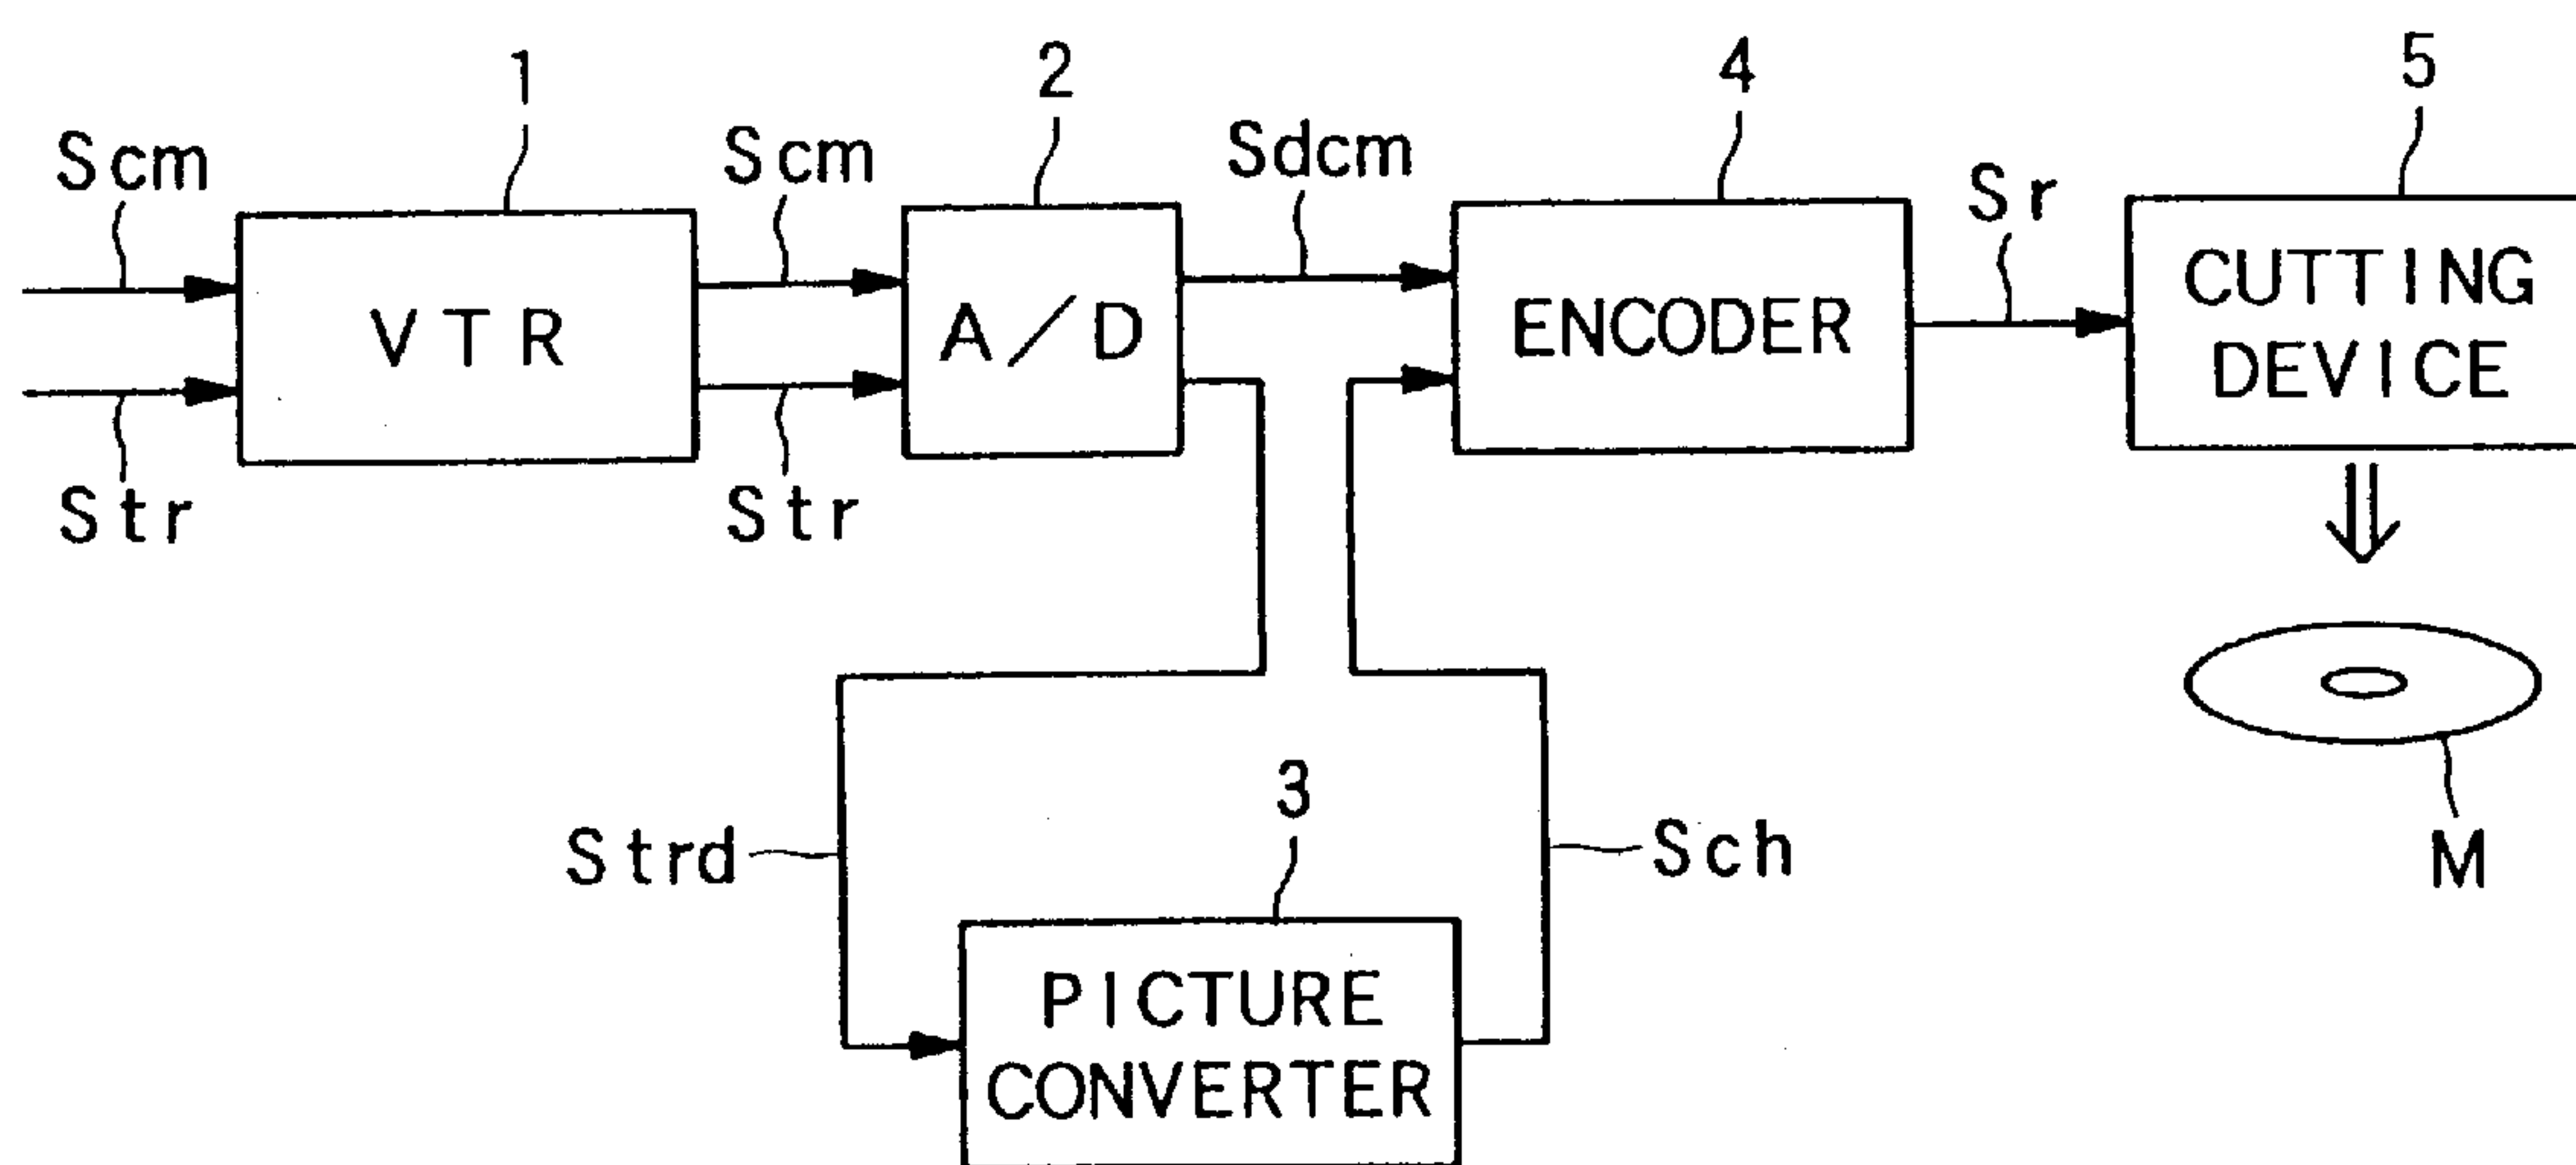 1
2
4
5
Scm
Scm
Sdcm
Sr
VTR
A/D
ENCODER
CUTTING
DEVICE
Str
Str
3
Strd
Sch
M
PICTURE
CONVERTER